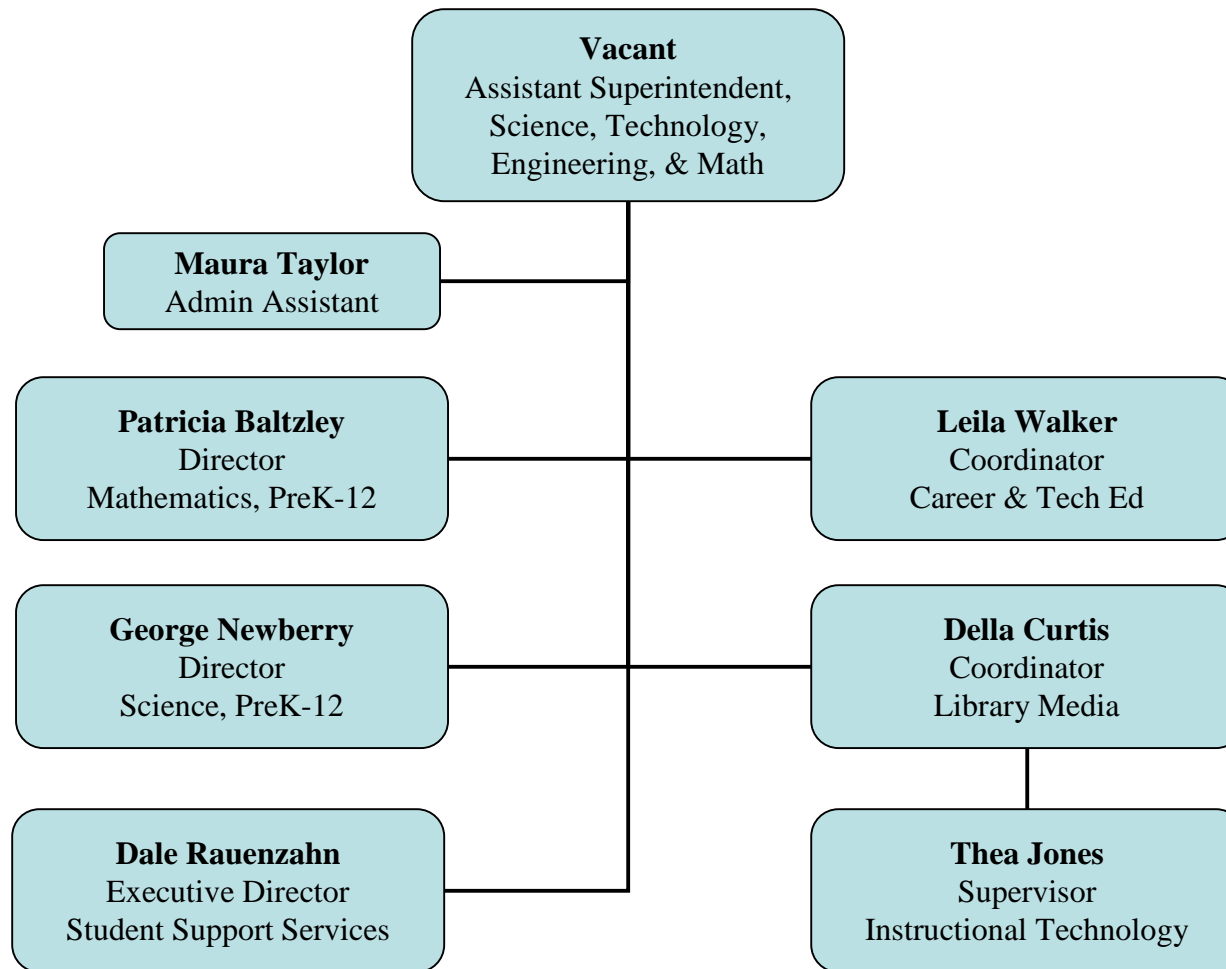 Vacant
Assistant Superintendent,
Science, Technology,
Engineering, & Math
Maura Taylor
Admin Assistant
Patricia Baltzley
Director
Mathematics, PreK-12
Leila Walker
Coordinator
Career & Tech Ed
George Newberry
Director
Science, PreK-12
Della Curtis
Coordinator
Library Media
Dale Rauenzahn
Executive Director
Student Support Services
Thea Jones
Supervisor
Instructional Technology